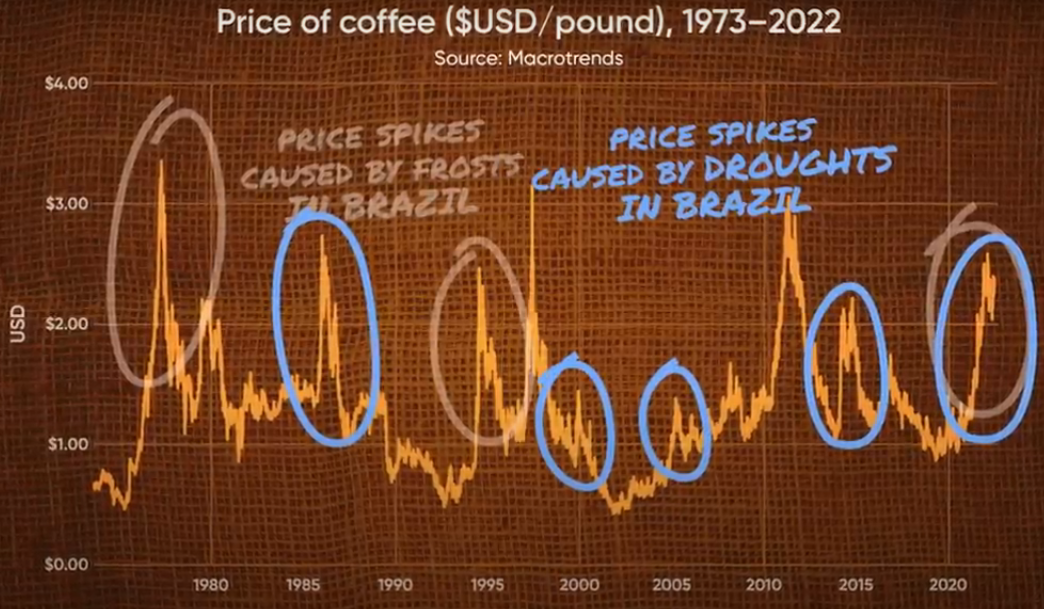 Price of coffee ($USD/pound), 1973–2022
Source: Macrotrends
$4.00
PRICE SPIKES
CAUSED BY FROSTS
IN BRAZIL
PRICE SPIKES
CAUSED BY DROUGHTS
IN BRAZIL
$3.00
USD
$2.00
$1.00
$0.00
1980
1985
1990
1995
2000
2005
2010
2015
2020